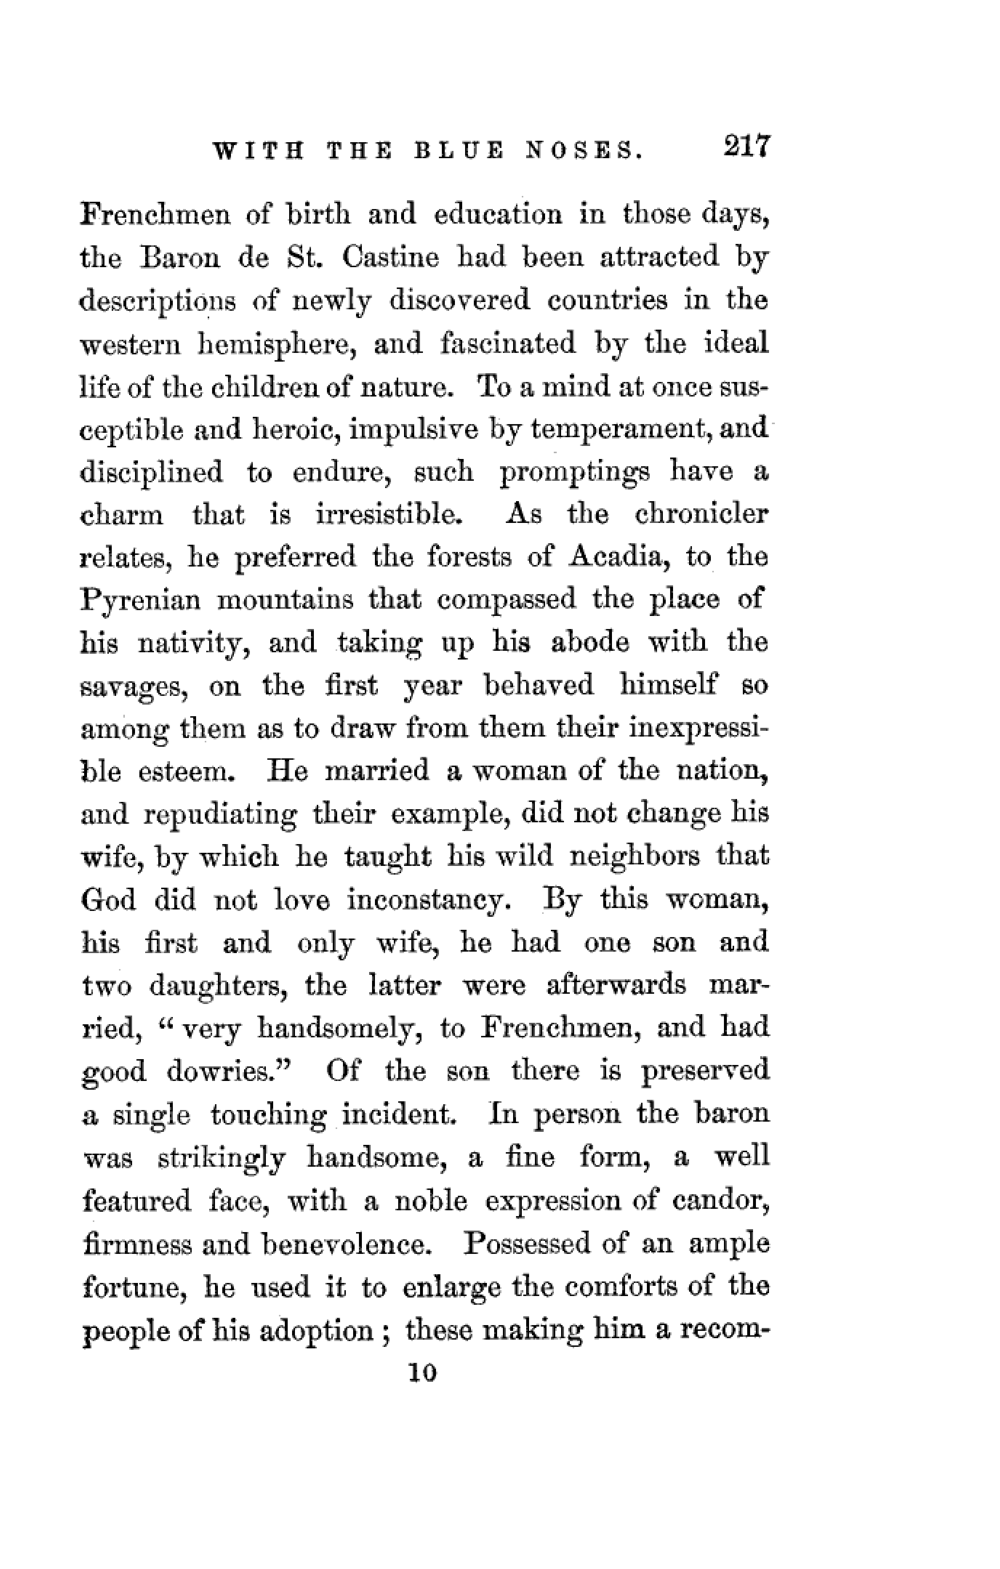 WITH THE BLUE NOSES. 217
Frenchmen of birth and education in those days,
the Baron de St. Castine had been attracted by
descriptions of newly discovered countries in the
western hemisphere, and fascinated by the ideal
life of the children of nature. To a mind at once sus-
ceptible and heroic, impulsive by temperament, and
disciplined to endure, such promptings have a
charm that is irresistible. As the chronicler
relates, he preferred the forests of Acadia, to the
Pyrenian mountains that compassed the place of
his nativity, and taking up his abode with the
savages, on the first year behaved himself so
among them as to draw from them their inexpressi-
ble esteem. He married a woman of the nation,
and repudiating their example, did not change his
wife, by which he taught his wild neighbors that
God did not love inconstancy. By this woman,
his first and only wife, he had one son and
two daughters, the latter were afterwards mar-
ried, “very handsomely, to Frenchmen, and had
good dowries.” Of the son there is preserved
a single touching incident. In person the baron
was strikingly handsome, a fine form, a well
featured face, with a noble expression of candor,
firmness and benevolence. Possessed of an ample
fortune, he used it to enlarge the comforts of the
people of his adoption; these making him a recom-
10